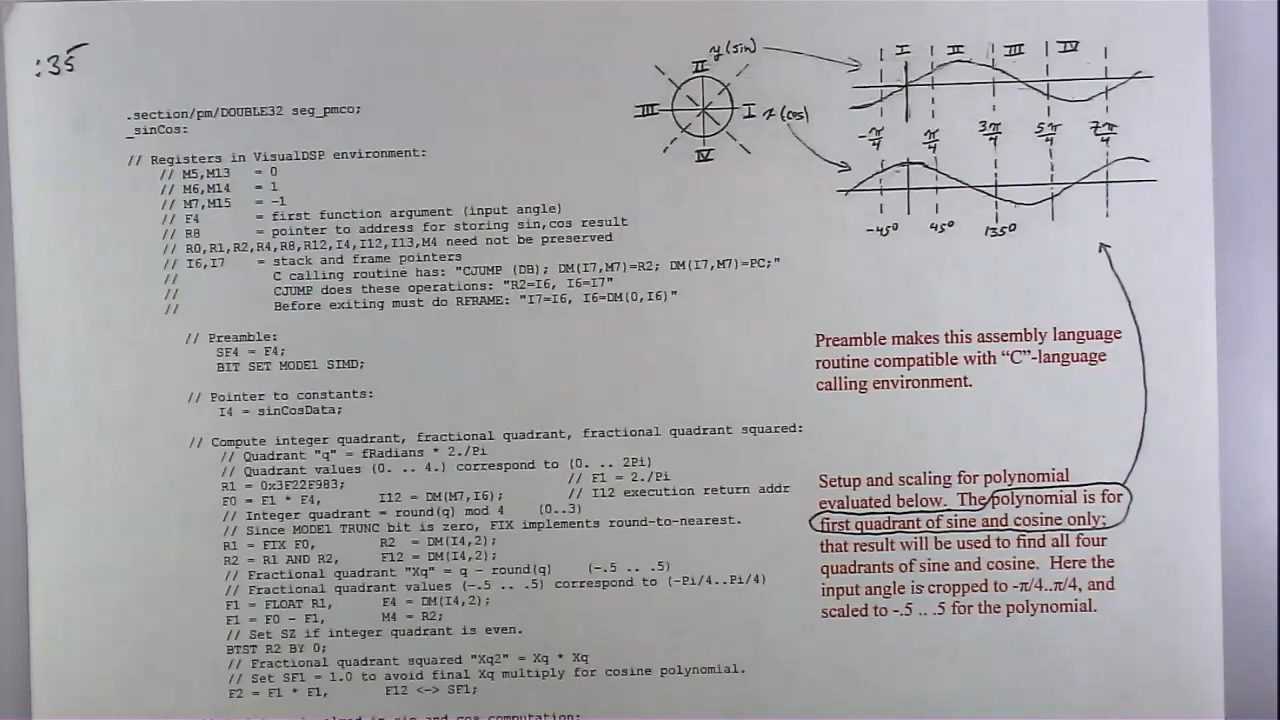 :35
y(sin)
II
III
I
x(cos)
IV
I II III IV
-π/4 π/4 3π/4 5π/4 7π/4
-45° 45° 135°
.section/pm/DOUBLE32 seg_pmco;
_sinCos:
// Registers in VisualDSP environment:
// M5,M13 = 0
// M6,M14 = 1
// M7,M15 = -1
// F4 = first function argument (input angle)
// R8 = pointer to address for storing sin,cos result
// R0,R1,R2,R4,R8,R12,I4,I12,I13,M4 need not be preserved
// I6,I7 = stack and frame pointers
// C calling routine has: "CJUMP (DB); DM(I7,M7)=R2; DM(I7,M7)=PC;"
// CJUMP does these operations: "R2=I6, I6=I7"
// Before exiting must do RFRAME: "I7=I6, I6=DM(0,I6)"
// Preamble:
SF4 = F4;
BIT SET MODE1 SIMD;
// Pointer to constants:
I4 = sinCosData;
// Compute integer quadrant, fractional quadrant, fractional quadrant squared:
// Quadrant "q" = fRadians * 2./Pi
// Quadrant values (0. .. 4.) correspond to (0. .. 2Pi)
R1 = 0x3F22F983; // F1 = 2./Pi
F0 = F1 * F4, I12 = DM(M7,I6); // I12 execution return addr
// Integer quadrant = round(q) mod 4 (0..3)
// Since MODE1 TRUNC bit is zero, FIX implements round-to-nearest.
R1 = FIX F0, R2 = DM(I4,2);
R2 = R1 AND R2, F12 = DM(I4,2);
// Fractional quadrant "Xq" = q - round(q) (-.5 .. .5)
// Fractional quadrant values (-.5 .. .5) correspond to (-Pi/4..Pi/4)
F1 = FLOAT R1, F4 = DM(I4,2);
F1 = F0 - F1, M4 = R2;
// Set SZ if integer quadrant is even.
BTST R2 BY 0;
// Fractional quadrant squared "Xq2" = Xq * Xq
// Set SF1 = 1.0 to avoid final Xq multiply for cosine polynomial.
F2 = F1 * F1, F12 <-> SF1;
Preamble makes this assembly language
routine compatible with “C”-language
calling environment.
Setup and scaling for polynomial
evaluated below. The polynomial is for
first quadrant of sine and cosine only;
that result will be used to find all four
quadrants of sine and cosine. Here the
input angle is cropped to -π/4..π/4, and
scaled to -.5 .. .5 for the polynomial.